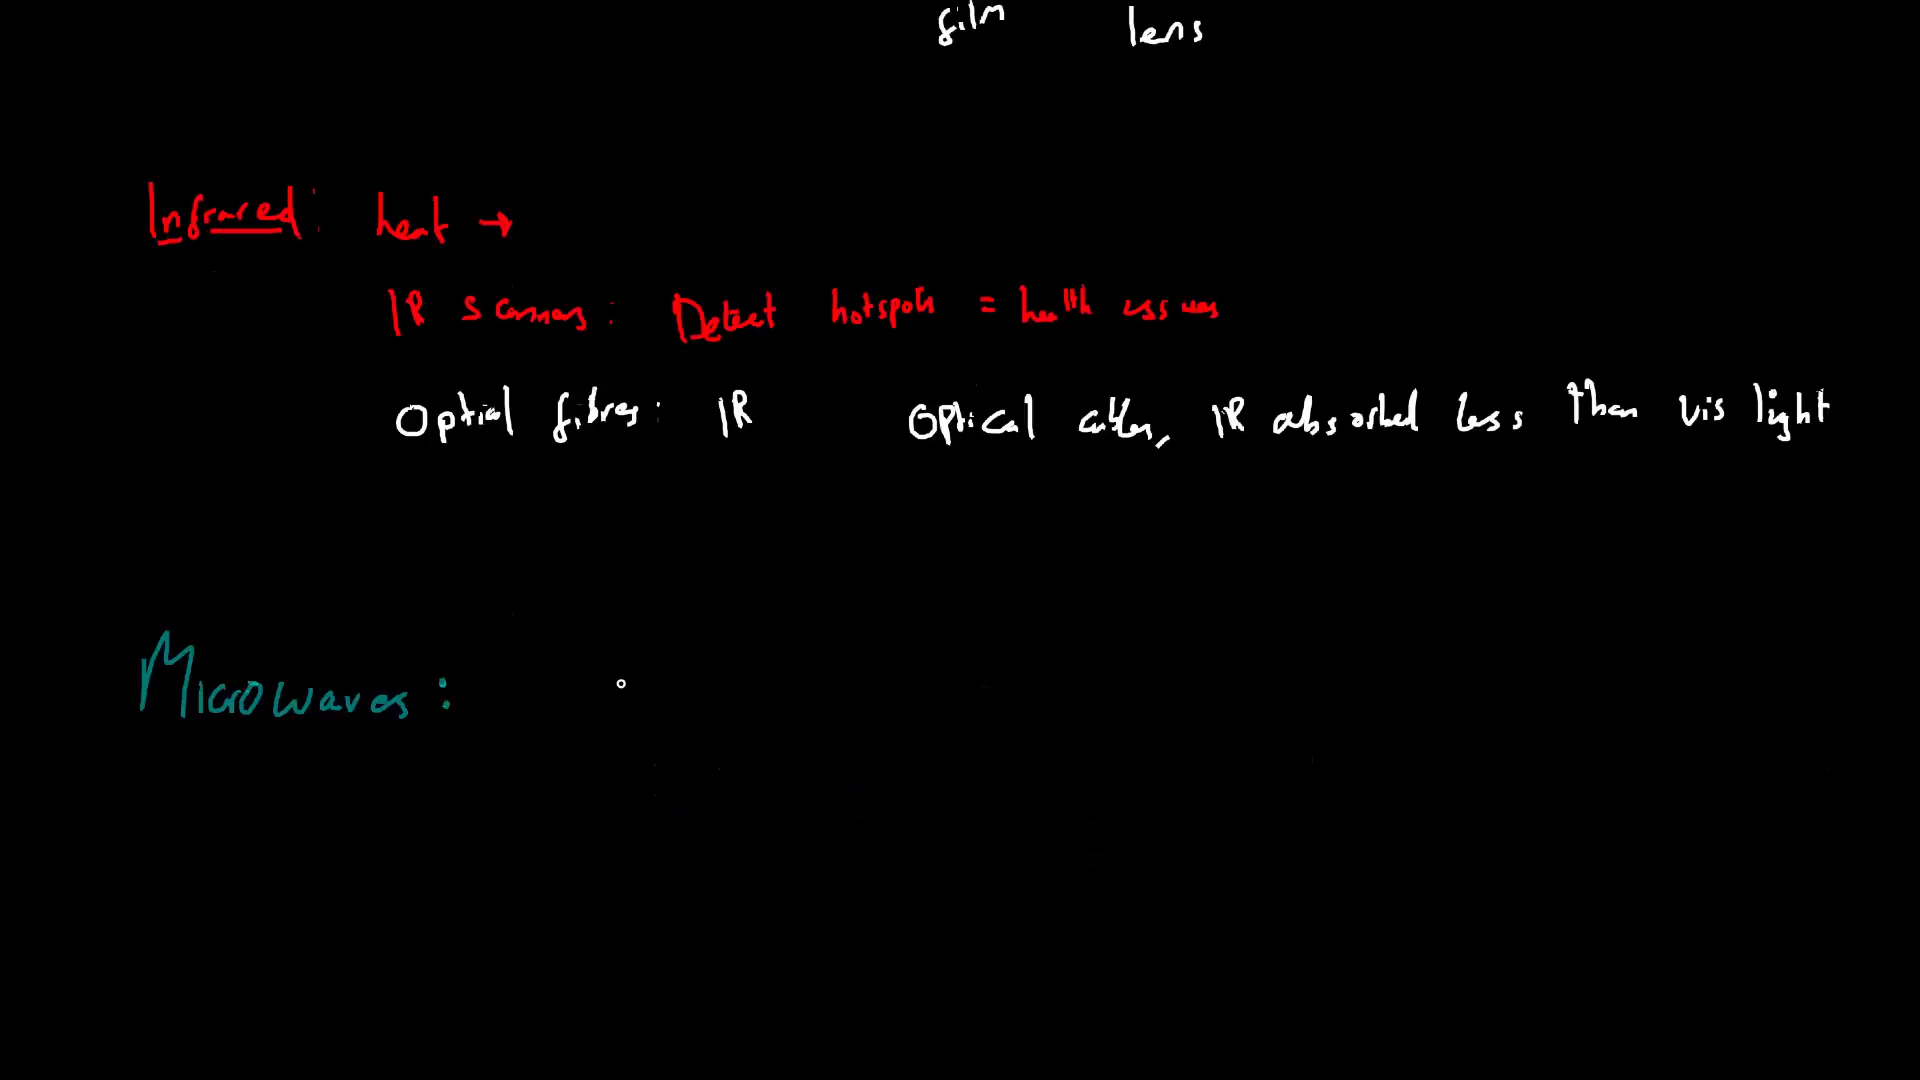 film lens
Infrared: heat →
IR scanners: Detect hotspots = health issues
Optical fibres: IR Optical cables, IR absorbed less than vis light
Microwaves: